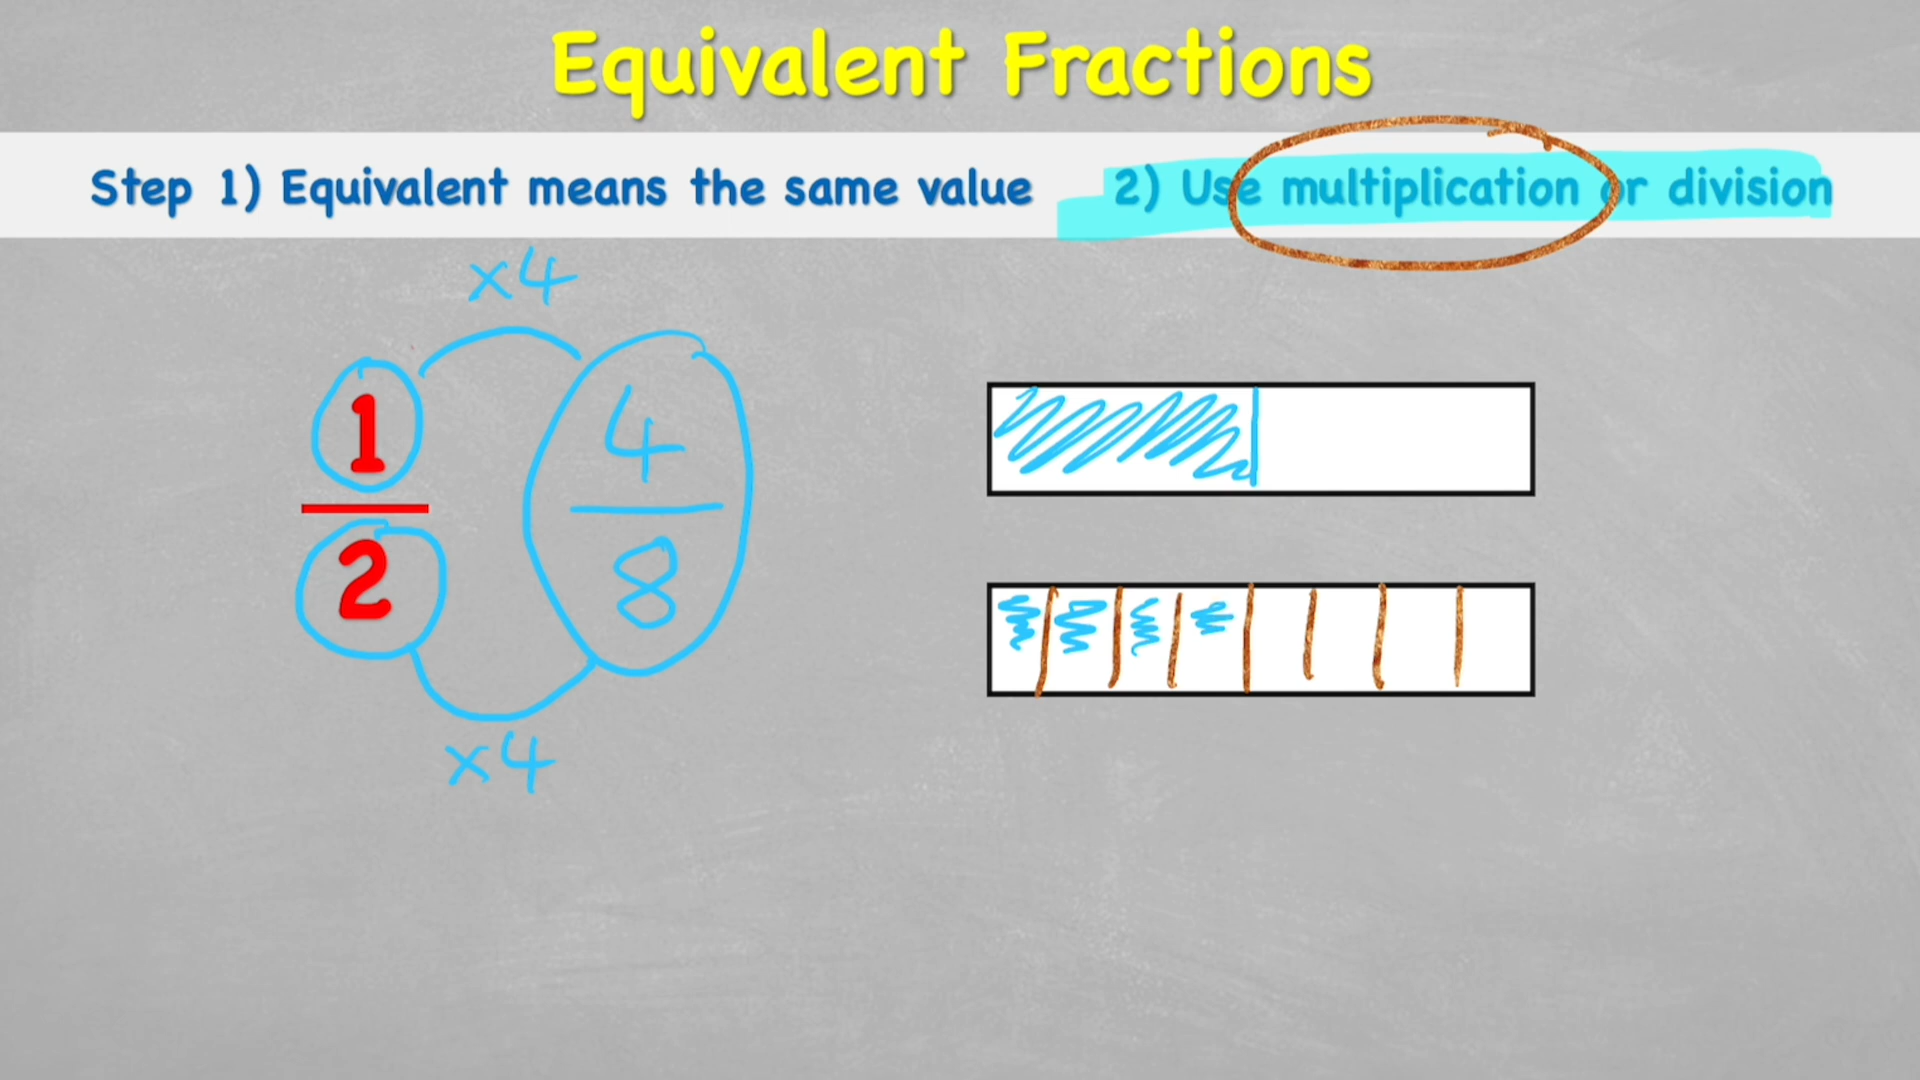 Equivalent Fractions
Step 1) Equivalent means the same value 2) Use multiplication or division
x4
1 4
2 8
x4